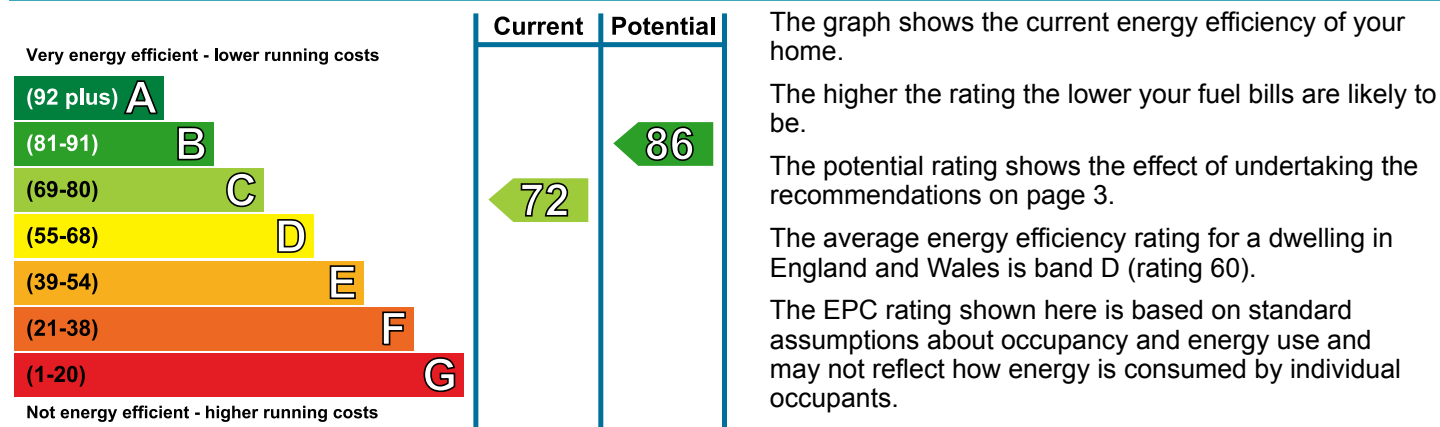 Current Potential
Very energy efficient - lower running costs
(92 plus) A
(81-91) B
86
(69-80) C
72
(55-68) D
(39-54) E
(21-38) F
(1-20) G
Not energy efficient - higher running costs
The graph shows the current energy efficiency of your
home.
The higher the rating the lower your fuel bills are likely to
be.
The potential rating shows the effect of undertaking the
recommendations on page 3.
The average energy efficiency rating for a dwelling in
England and Wales is band D (rating 60).
The EPC rating shown here is based on standard
assumptions about occupancy and energy use and
may not reflect how energy is consumed by individual
occupants.